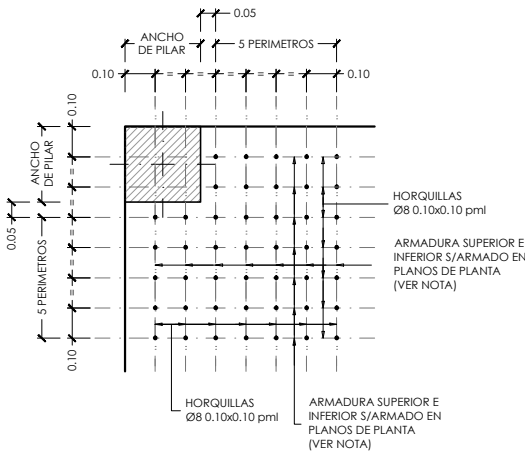 0.05
ANCHO
DE PILAR
5 PERIMETROS
0.10
=
=
=
=
0.10
0.10
ANCHO
DE PILAR
0.05
5 PERIMETROS
0.10
HORQUILLAS
Ø8 0.10x0.10 pml
ARMADURA SUPERIOR E
INFERIOR S/ARMADO EN
PLANOS DE PLANTA
(VER NOTA)
HORQUILLAS
Ø8 0.10x0.10 pml
ARMADURA SUPERIOR E
INFERIOR S/ARMADO EN
PLANOS DE PLANTA
(VER NOTA)